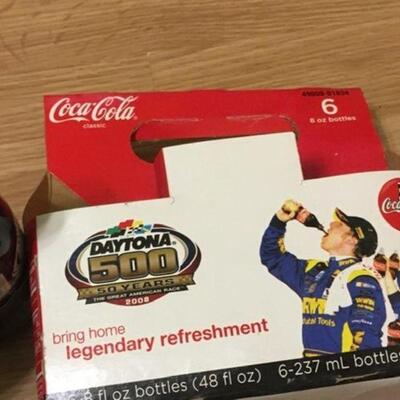 Coca-Cola
classic
6
8 oz bottles
DAYTONA
500
50 YEARS
THE GREAT AMERICAN RACE
2008
bring home
legendary refreshment
8 fl oz bottles (48 fl oz) 6-237 mL bottles